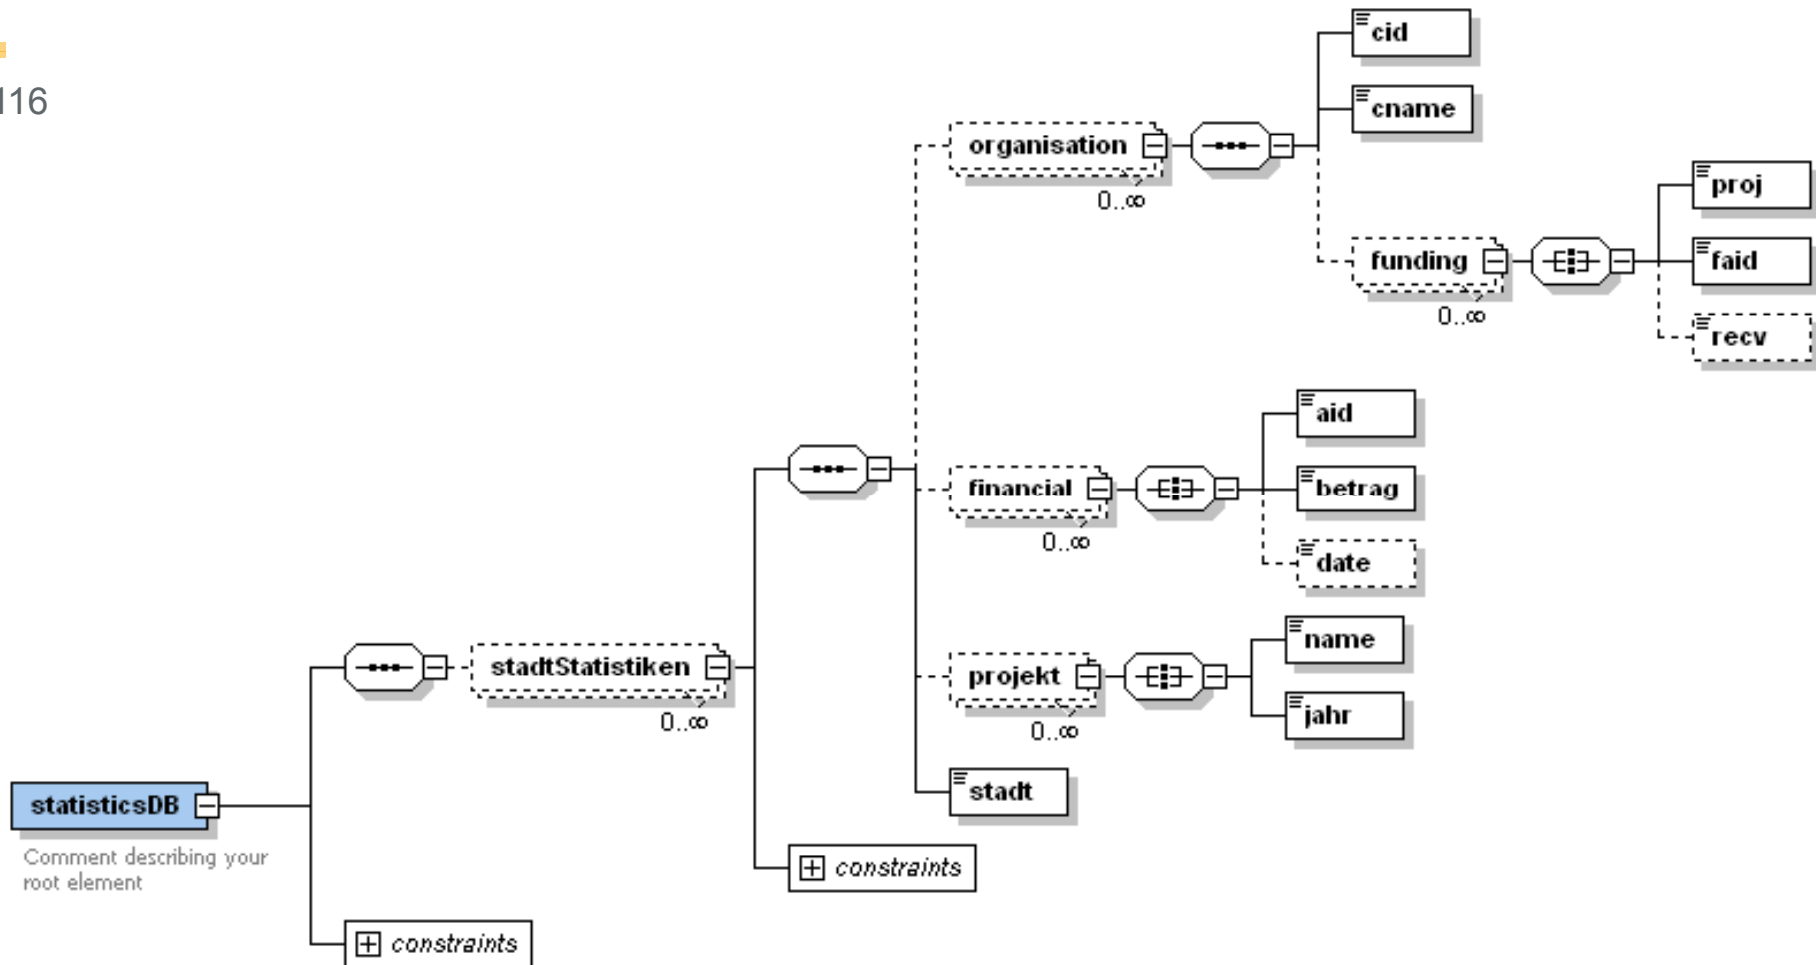 116
cid
cname
organisation
0..∞
proj
funding
faid
0..∞
recv
aid
financial
betrag
0..∞
date
name
stadtStatistiken
projekt
0..∞
jahr
0..∞
stadt
statisticsDB
Comment describing your
root element
constraints
constraints